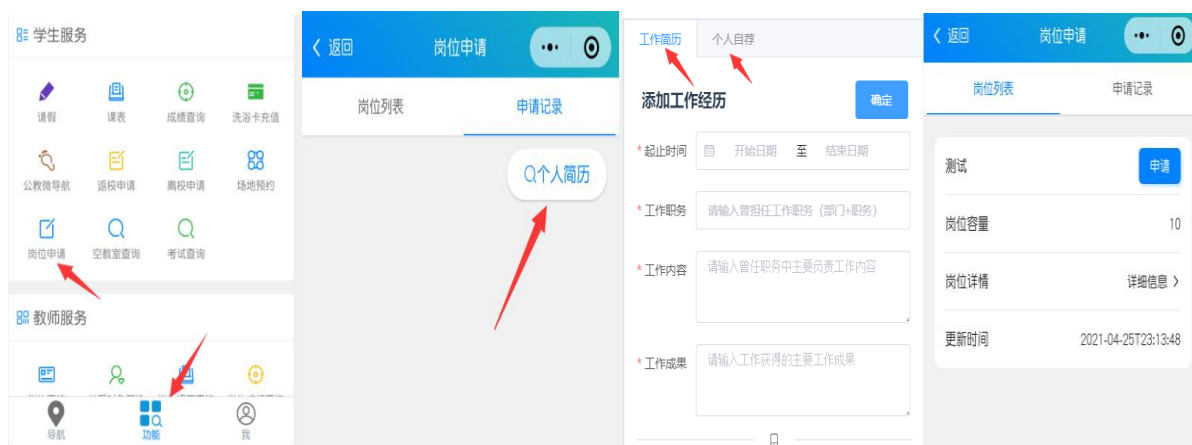 学生服务
请假
课表
成绩查询
洗浴卡充值
公教微导航
返校申请
离校申请
场地预约
岗位申请
空教室查询
考试查询
教师服务
导航
功能
我
返回
岗位申请
岗位列表
申请记录
个人简历
工作简历
个人自荐
添加工作经历
确定
*起止时间
开始日期 至 结束日期
*工作职务
请输入曾担任工作职务（部门+职务）
*工作内容
请输入曾任职务中主要负责工作内容
*工作成果
请输入工作获得的主要工作成果
返回
岗位申请
岗位列表
申请记录
测试
申请
岗位容量
10
岗位详情
详细信息 >
更新时间
2021-04-25T23:13:48